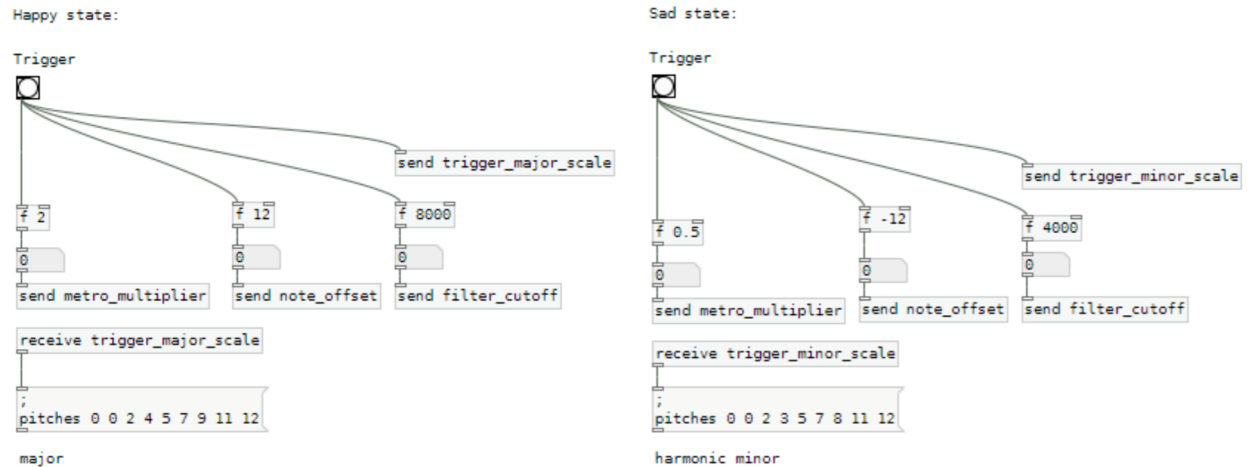 Happy state:
Trigger
send trigger_major_scale
f 2
f 12
f 8000
0
0
0
send metro_multiplier
send note_offset
send filter_cutoff
receive trigger_major_scale
;
pitches 0 0 2 4 5 7 9 11 12
major
Sad state:
Trigger
send trigger_minor_scale
f 0.5
f -12
f 4000
0
0
0
send metro_multiplier
send note_offset
send filter_cutoff
receive trigger_minor_scale
;
pitches 0 0 2 3 5 7 8 11 12
harmonic minor